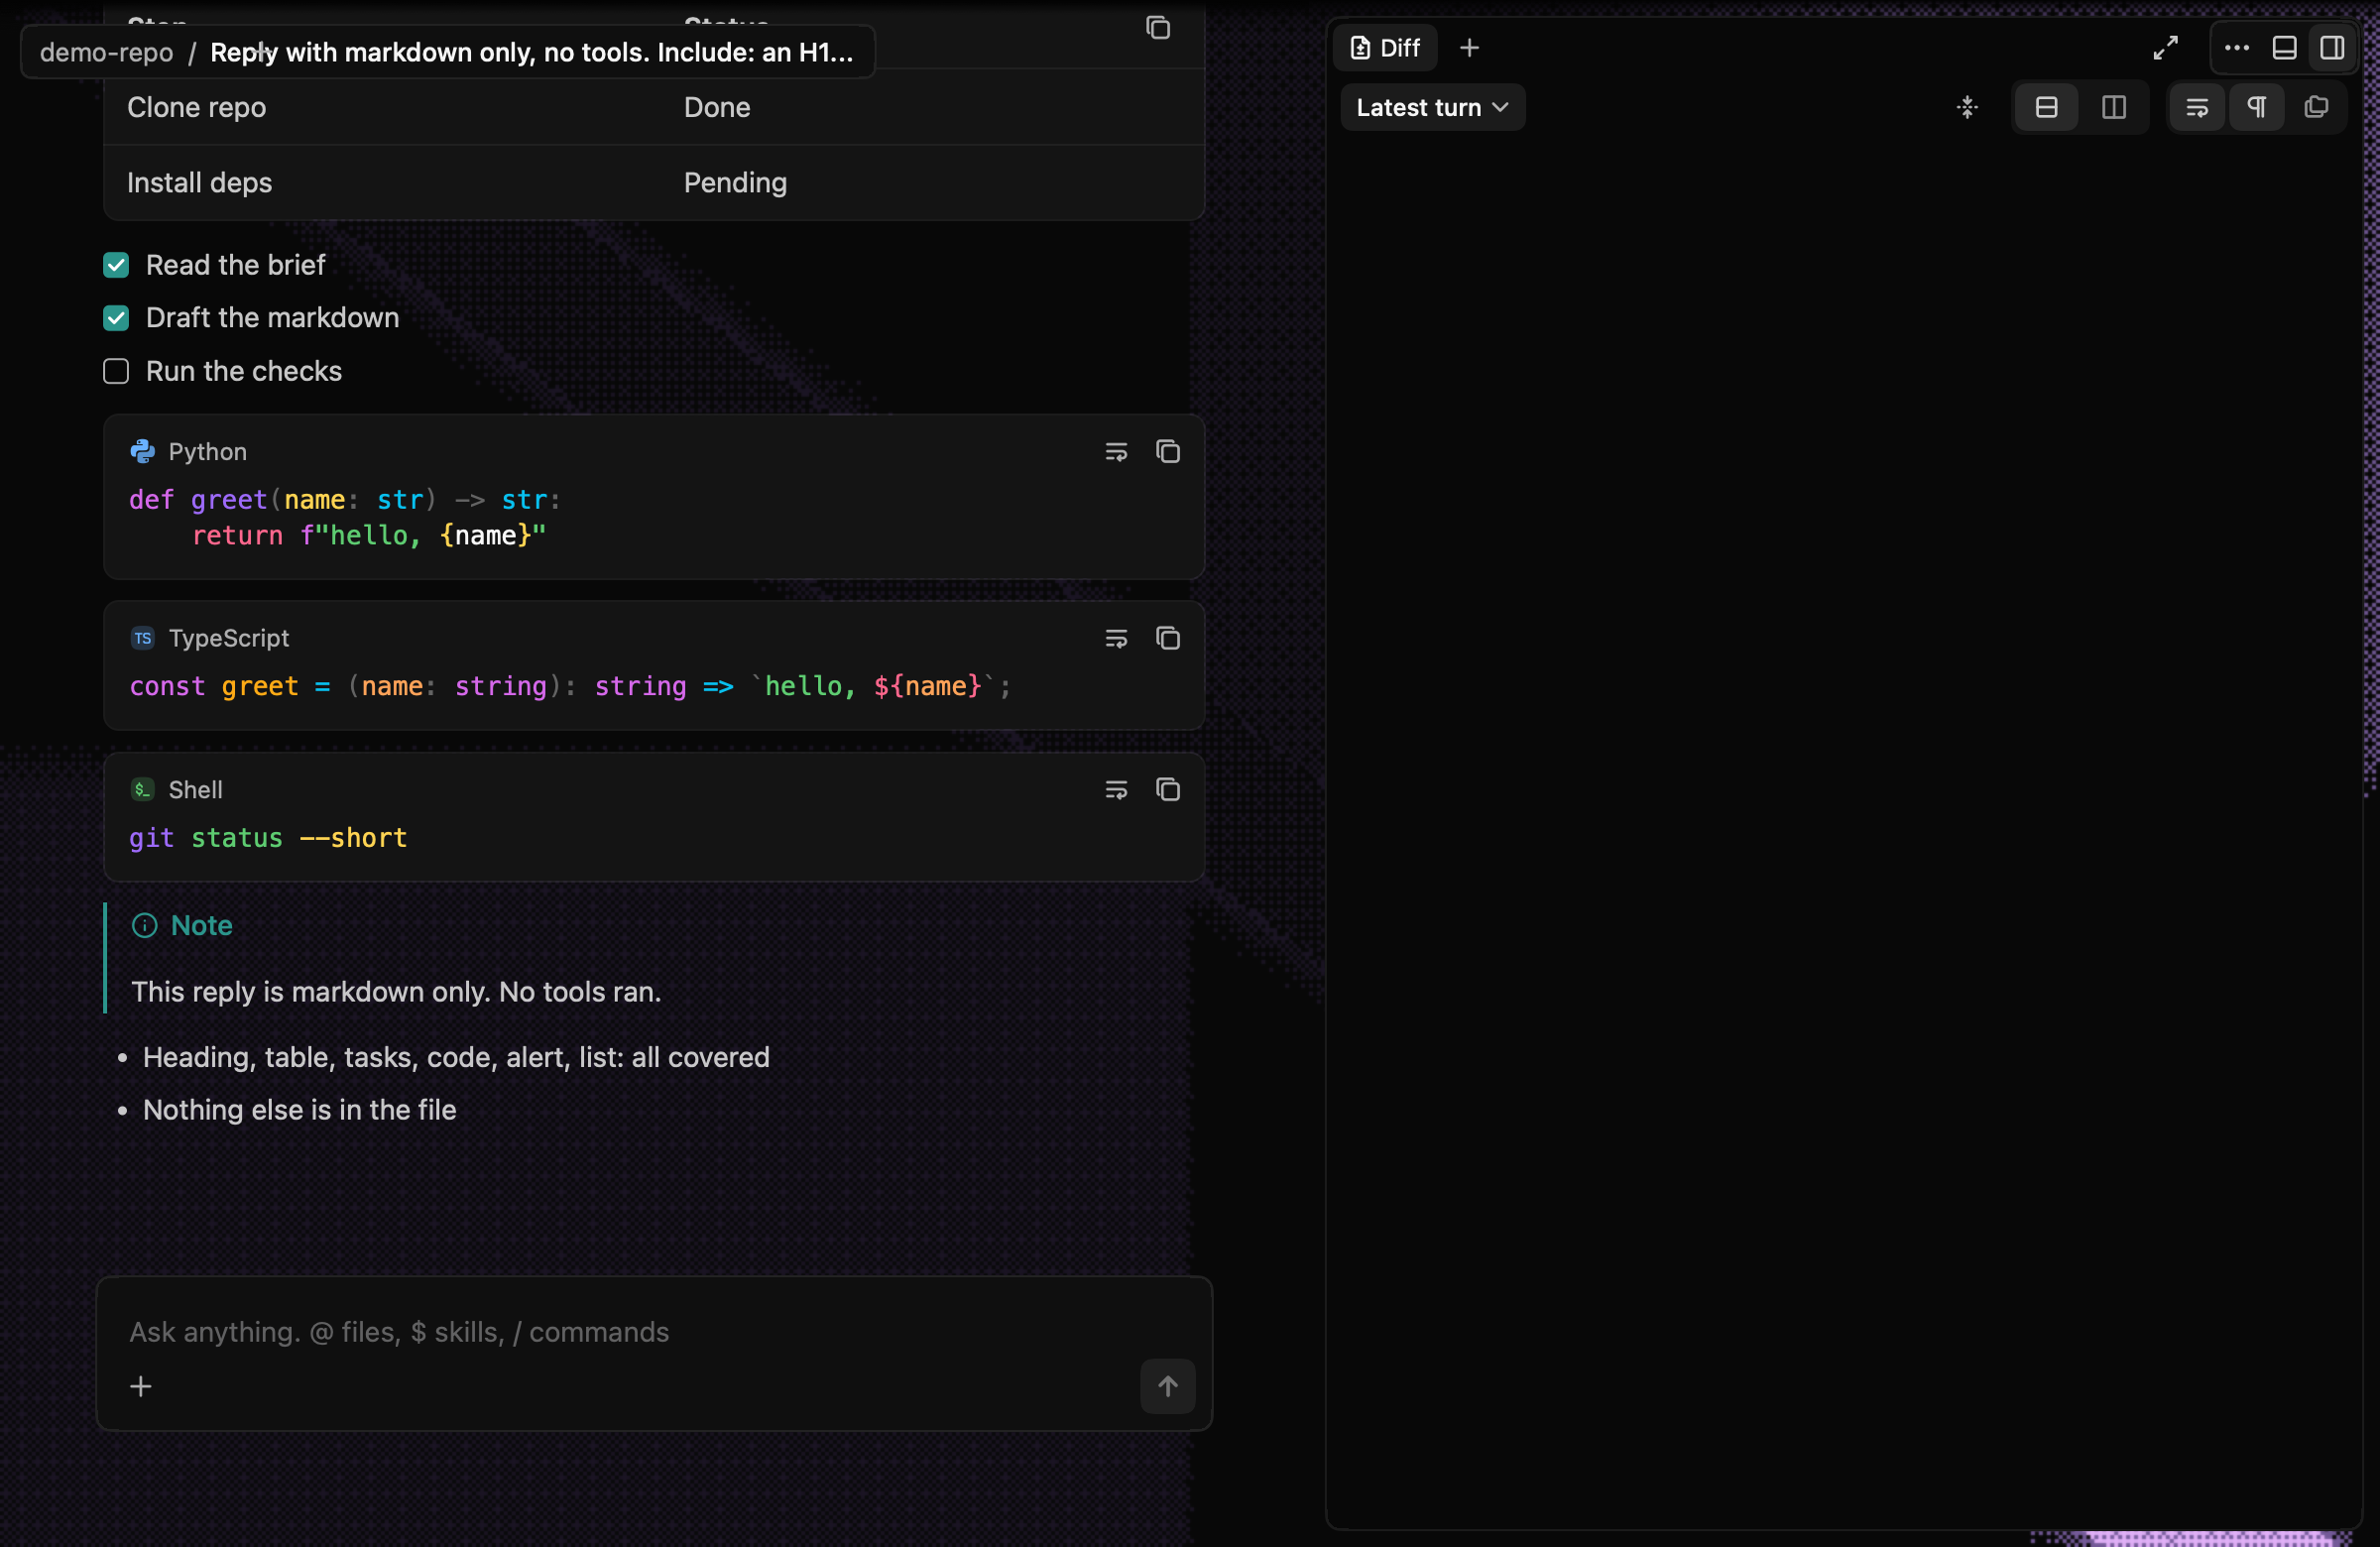 Step Status
demo-repo / Reply with markdown only, no tools. Include: an H1...
Clone repo Done
Install deps Pending
Read the brief
Draft the markdown
Run the checks
Python
def greet(name: str) -> str:
return f"hello, {name}"
TS TypeScript
const greet = (name: string): string => `hello, ${name}`;
$_ Shell
git status --short
Note
This reply is markdown only. No tools ran.
• Heading, table, tasks, code, alert, list: all covered
• Nothing else is in the file
Ask anything. @ files, $ skills, / commands
Diff
Latest turn